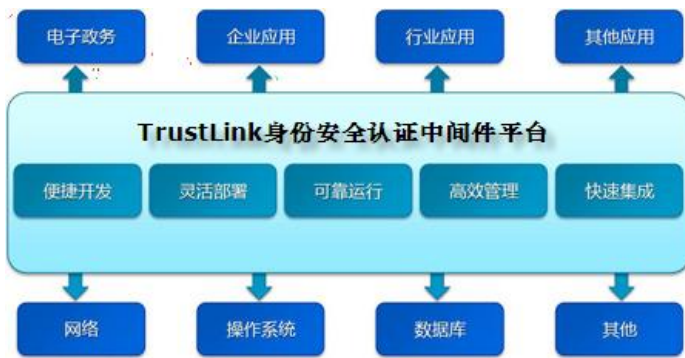 电子政务 企业应用 行业应用 其他应用
TrustLink身份安全认证中间件平台
便捷开发 灵活部署 可靠运行 高效管理 快速集成
网络 操作系统 数据库 其他